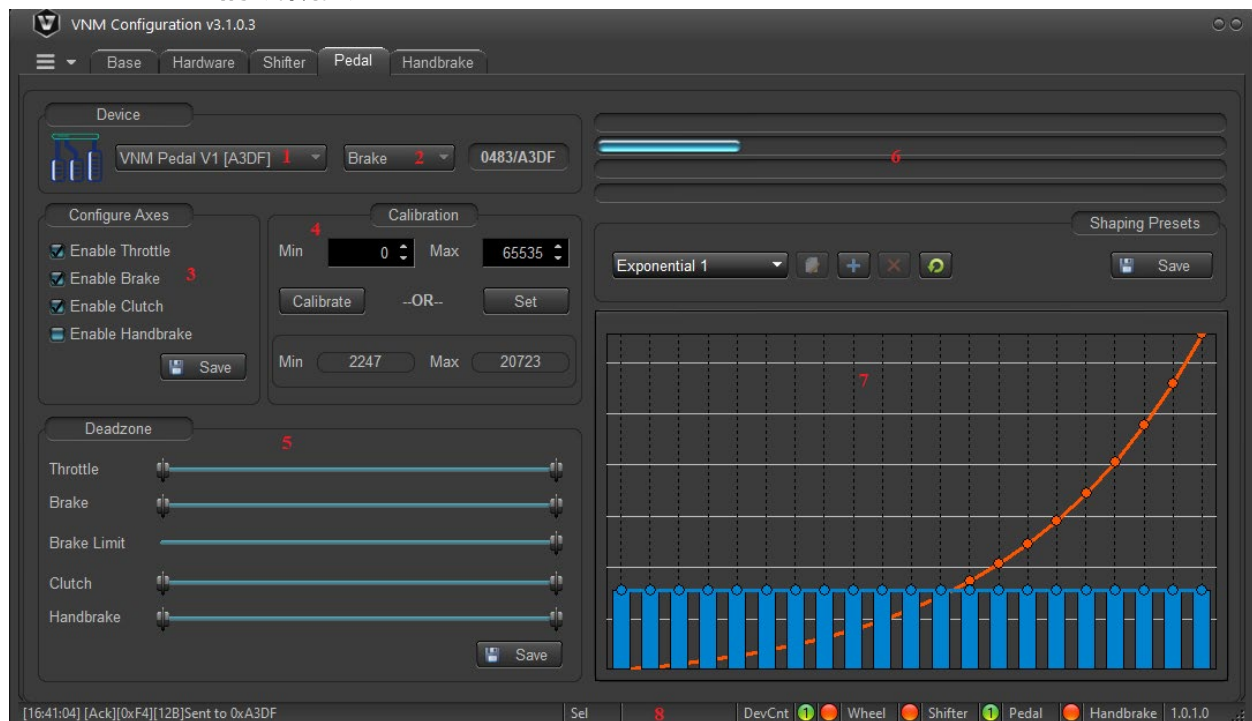 VNM Configuration v3.1.0.3
Base Hardware Shifter Pedal Handbrake
Device
VNM Pedal V1 [A3DF] 1 Brake 2 0483/A3DF
6
Configure Axes
Enable Throttle
Enable Brake 3
Enable Clutch
Enable Handbrake
Save
Calibration
4
Min 0 Max 65535
Calibrate --OR-- Set
Min 2247 Max 20723
Shaping Presets
Exponential 1 Save
7
Deadzone
5
Throttle
Brake
Brake Limit
Clutch
Handbrake
Save
[16:41:04] [Ack][0xF4][12B]Sent to 0xA3DF Sel 8 DevCnt 1 Wheel Shifter 1 Pedal Handbrake 1.0.1.0